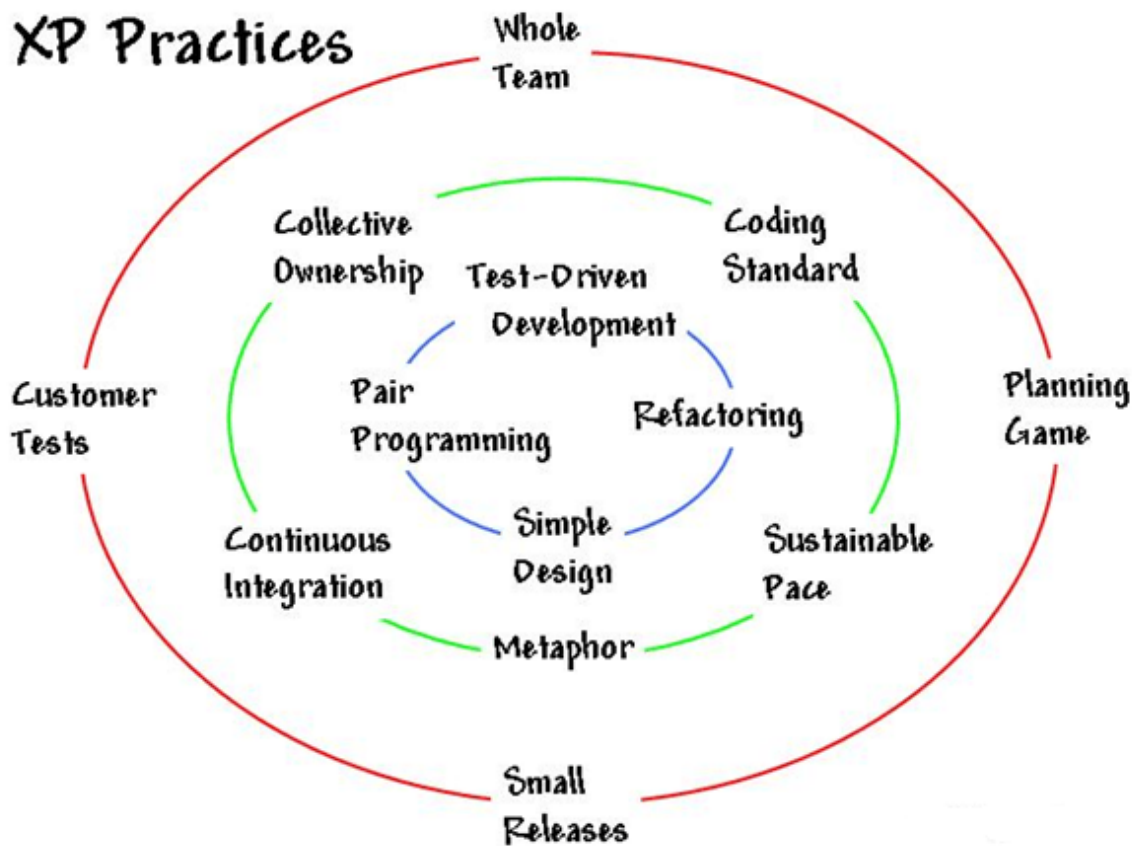 XP Practices
Whole
Team
Collective
Ownership
Coding
Standard
Test-Driven
Development
Customer
Tests
Pair
Programming
Refactoring
Planning
Game
Continuous
Integration
Simple
Design
Sustainable
Pace
Metaphor
Small
Releases